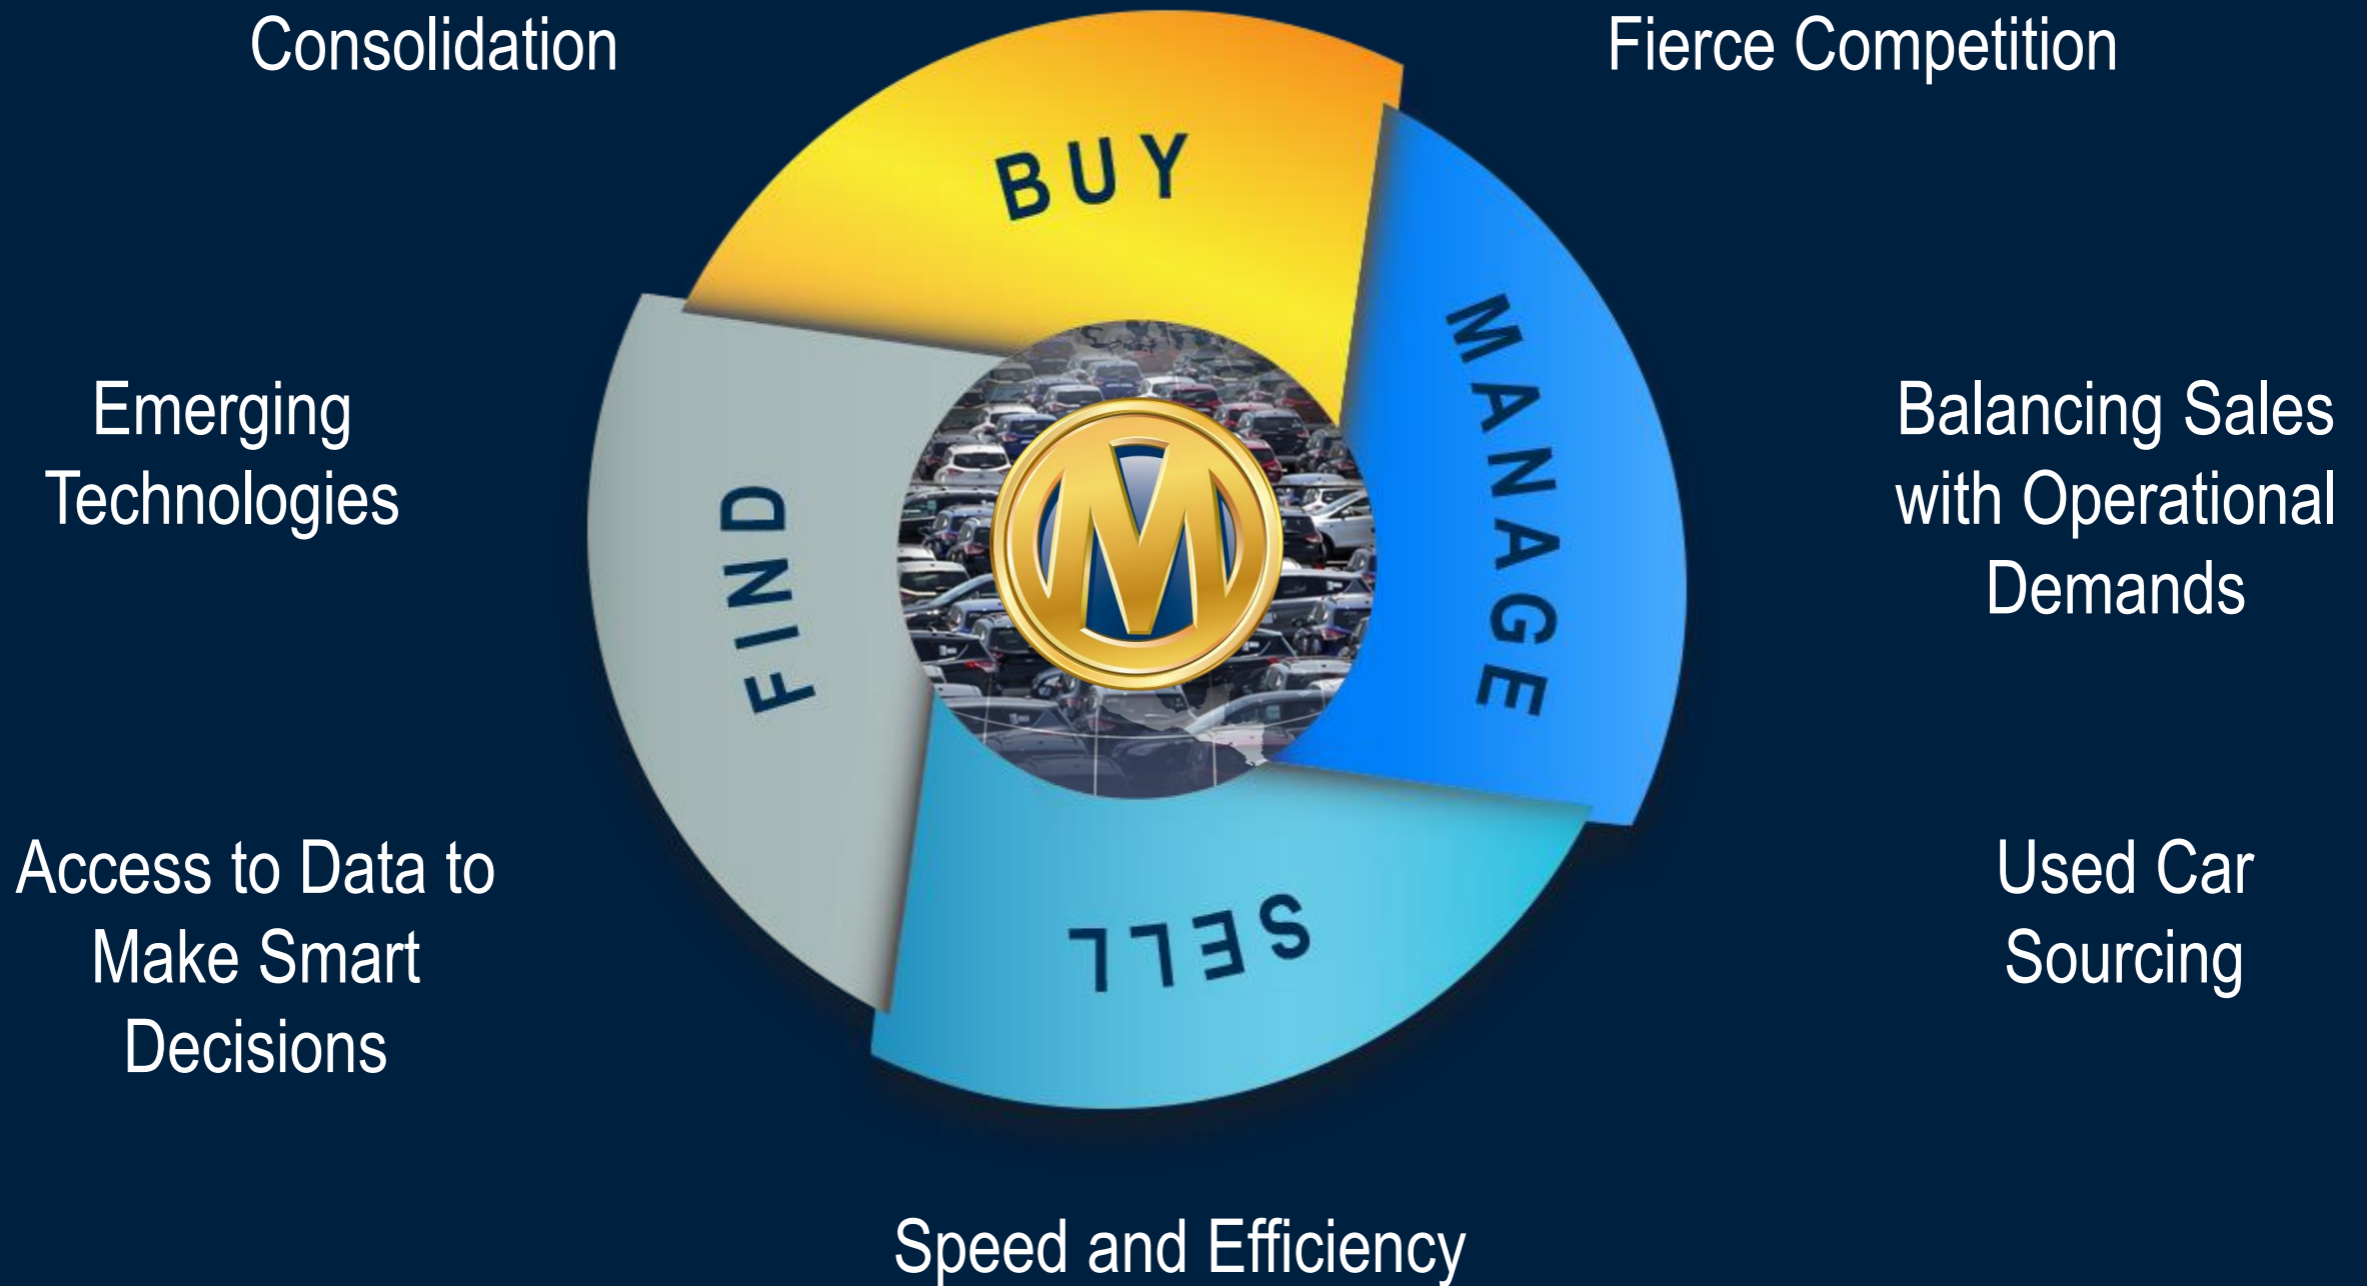 Consolidation
Fierce Competition
BUY
MANAGE
Emerging
Technologies
Balancing Sales
with Operational
Demands
FIND
M
Access to Data to
Make Smart
Decisions
Used Car
Sourcing
SELL
Speed and Efficiency